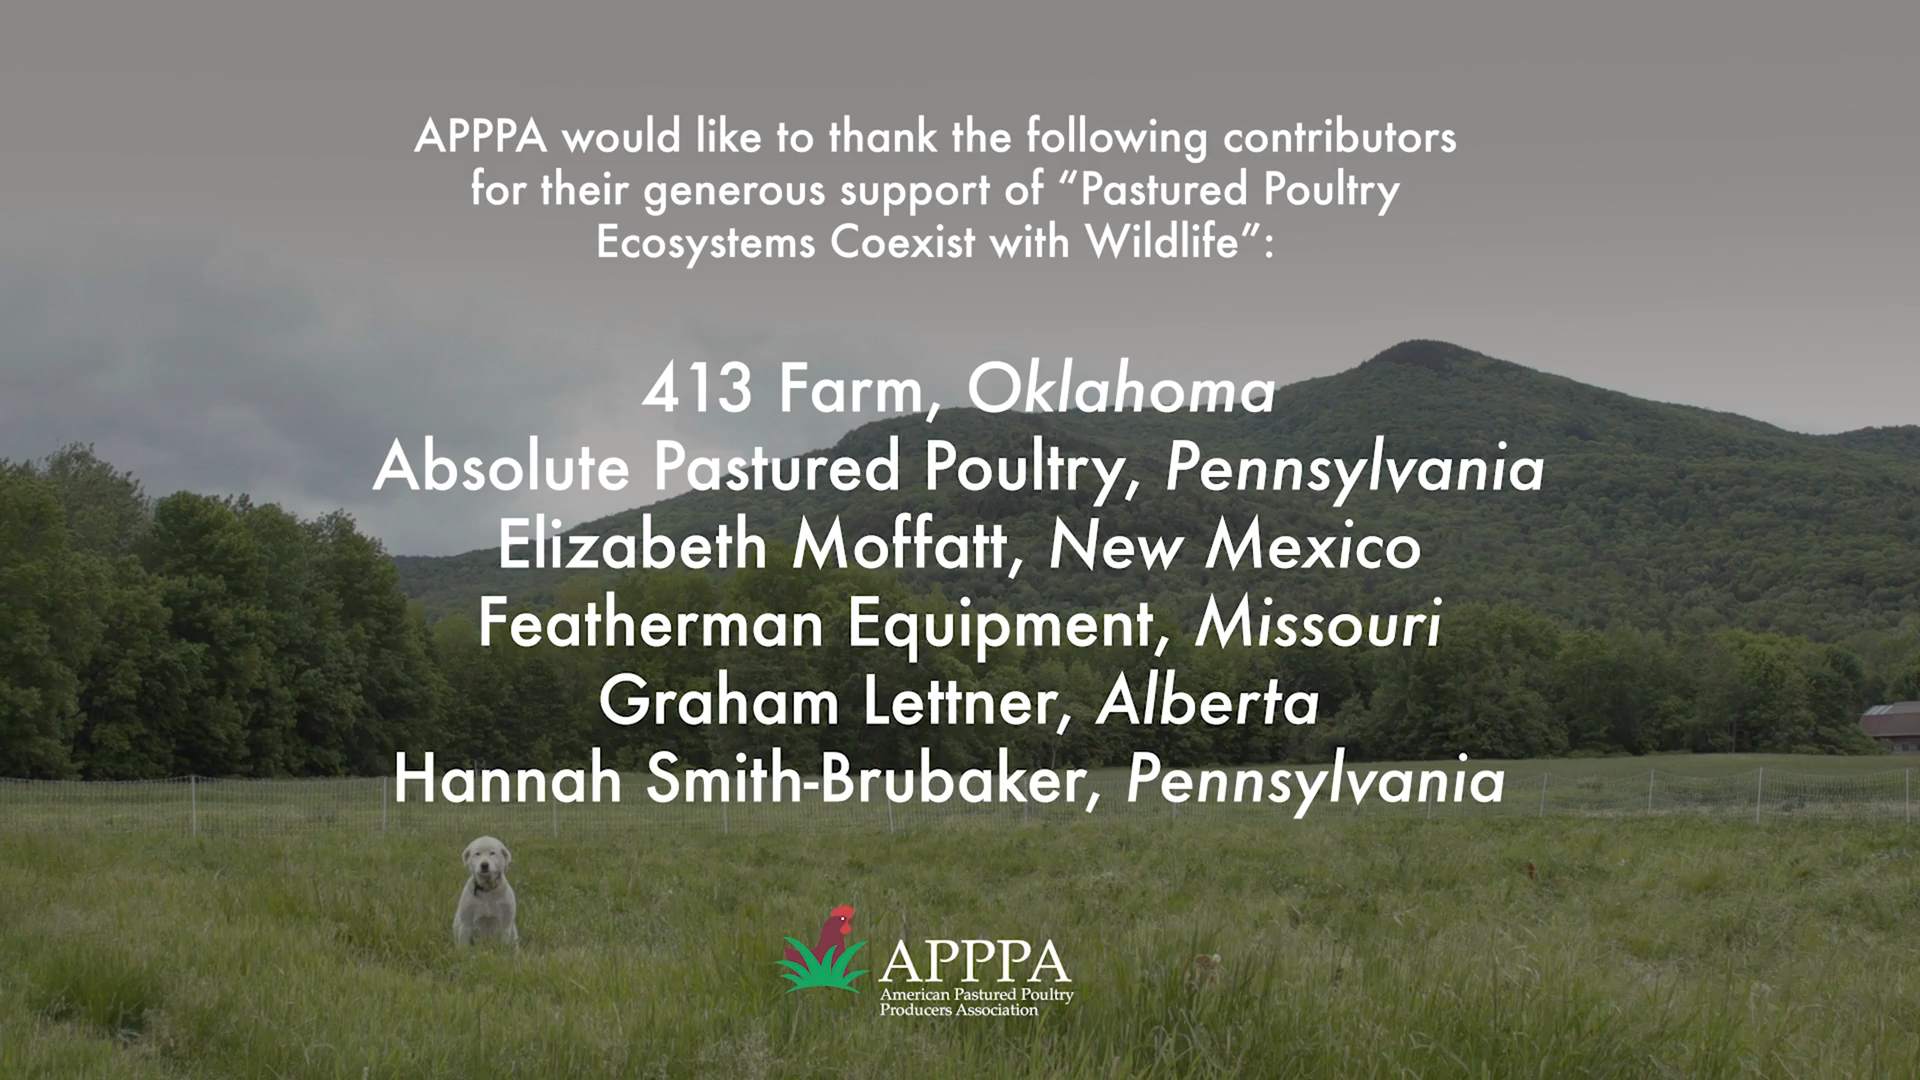 APPPA would like to thank the following contributors
for their generous support of “Pastured Poultry
Ecosystems Coexist with Wildlife”:
413 Farm, Oklahoma
Absolute Pastured Poultry, Pennsylvania
Elizabeth Moffatt, New Mexico
Featherman Equipment, Missouri
Graham Lettner, Alberta
Hannah Smith-Brubaker, Pennsylvania
APPPA
American Pastured Poultry
Producers Association